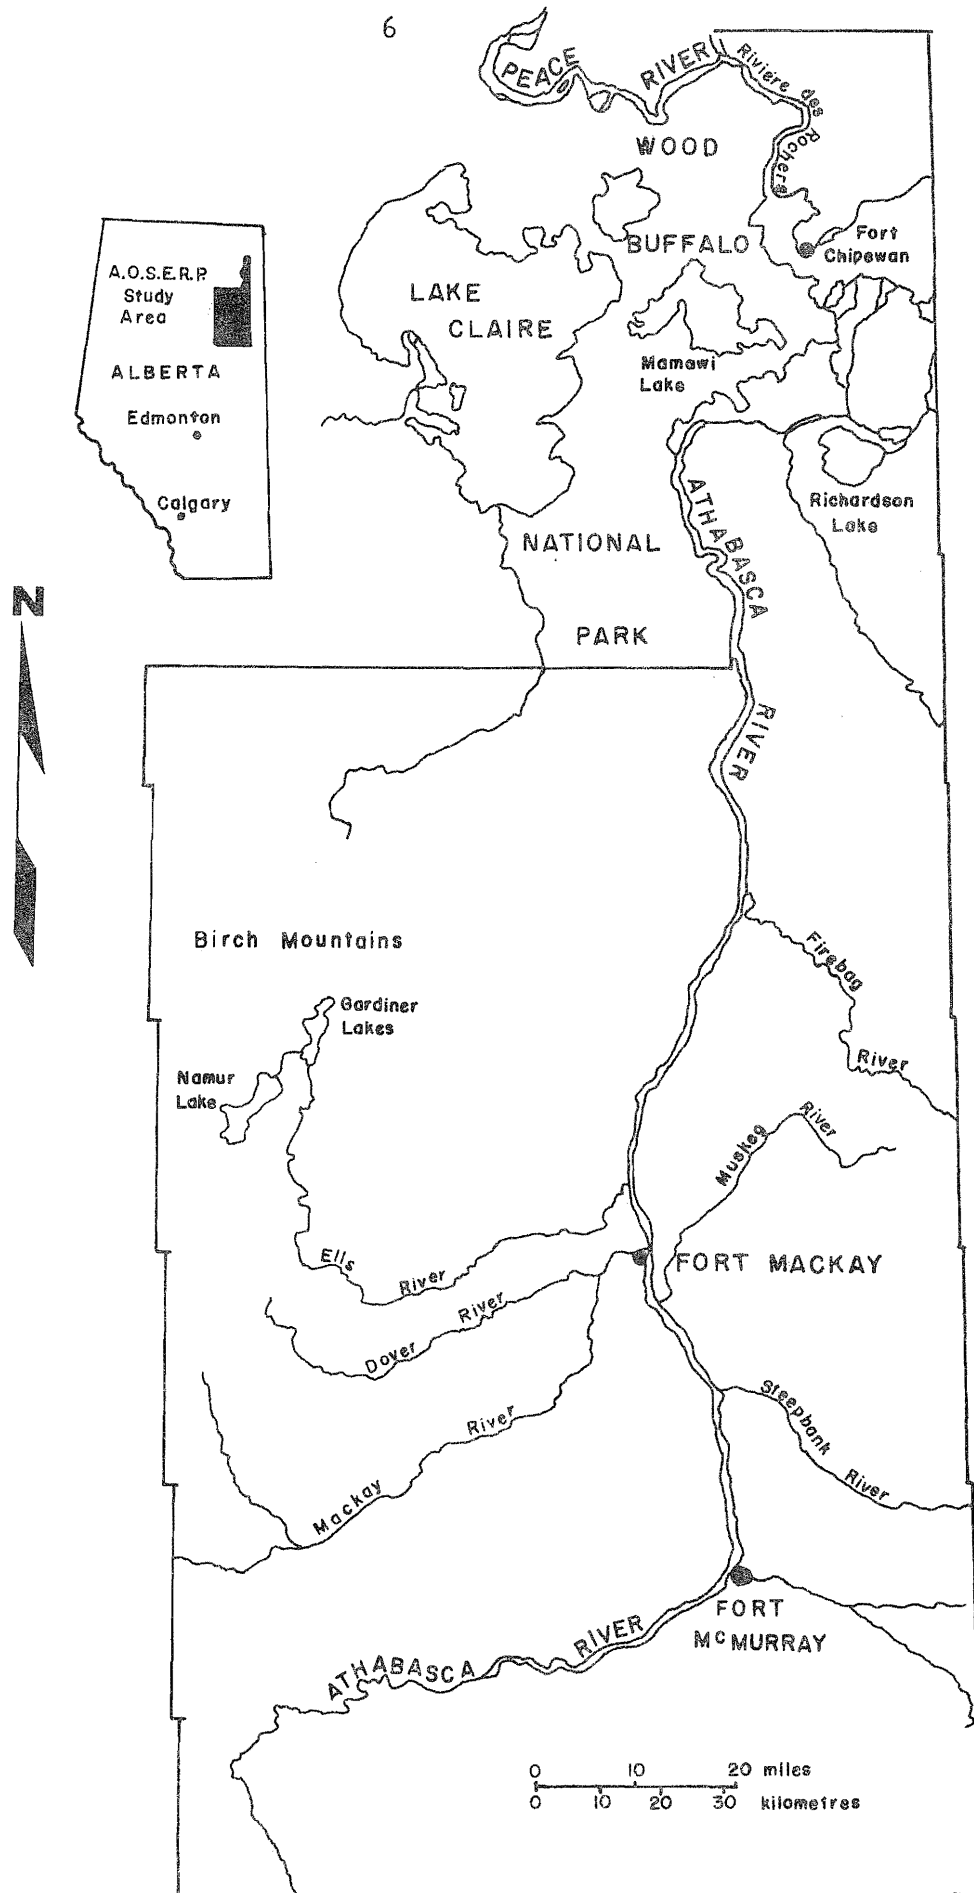 6
PEACE RIVER
Rivière des Rochers
WOOD
BUFFALO
Fort
Chipewan
A.O.S.E.R.P.
Study
Area
LAKE
CLAIRE
ALBERTA
Mamawi
Lake
Edmonton
Calgary
Richardson
Lake
ATHABASCA
NATIONAL
N
PARK
RIVER
Birch Mountains
Firebag
River
Gardiner
Lakes
Namur
Lake
Muskeg River
Ells River
FORT MACKAY
Dover River
Steepbank
River
Mackay River
FORT
McMURRAY
ATHABASCA RIVER
0 10 20 miles
0 10 20 30 kilometres